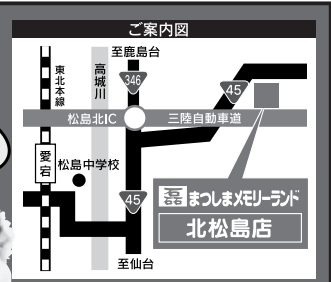 ご案内図
至鹿島台
東北本線
高城川
346
45
松島北IC
三陸自動車道
愛宕
松島中学校
45
磊 まつしまメモリーランド
北松島店
至仙台